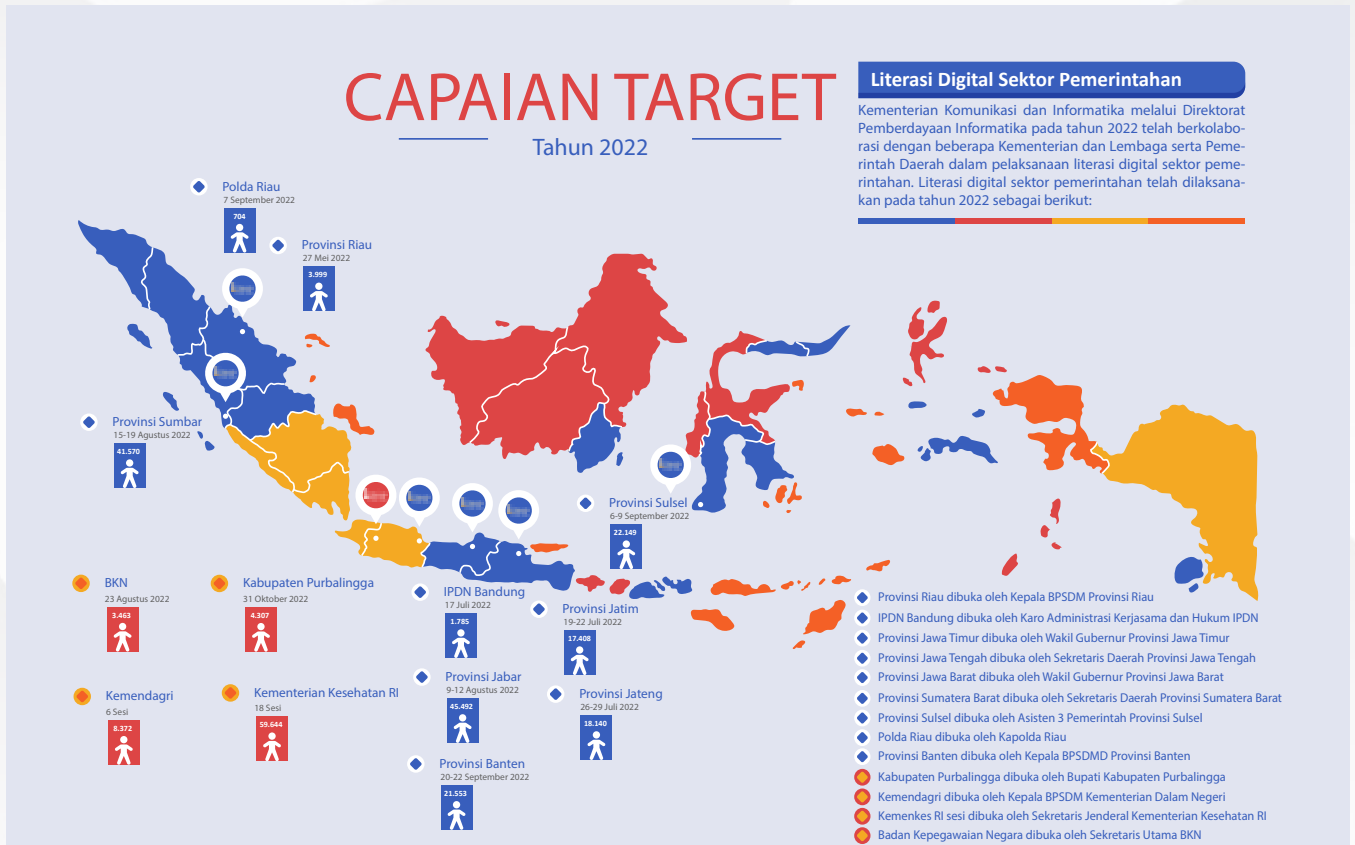 CAPAIAN TARGET
Tahun 2022
Literasi Digital Sektor Pemerintahan
Kementerian Komunikasi dan Informatika melalui Direktorat
Pemberdayaan Informatika pada tahun 2022 telah berkolabo-
rasi dengan beberapa Kementerian dan Lembaga serta Peme-
rintah Daerah dalam pelaksanaan literasi digital sektor peme-
rintahan. Literasi digital sektor pemerintahan telah dilaksana-
kan pada tahun 2022 sebagai berikut:
Polda Riau
7 September 2022
704
Provinsi Riau
27 Mei 2022
3.999
Provinsi Sumbar
15-19 Agustus 2022
41.570
Provinsi Sulsel
6-9 September 2022
22.149
BKN
23 Agustus 2022
3.463
Kabupaten Purbalingga
31 Oktober 2022
4.307
IPDN Bandung
17 Juli 2022
1.785
Provinsi Jatim
19-22 Juli 2022
17.408
Kemendagri
6 Sesi
8.372
Kementerian Kesehatan RI
18 Sesi
59.644
Provinsi Jabar
9-12 Agustus 2022
45.492
Provinsi Jateng
26-29 Juli 2022
18.140
Provinsi Banten
20-22 September 2022
21.553
Provinsi Riau dibuka oleh Kepala BPSDM Provinsi Riau
IPDN Bandung dibuka oleh Karo Administrasi Kerjasama dan Hukum IPDN
Provinsi Jawa Timur dibuka oleh Wakil Gubernur Provinsi Jawa Timur
Provinsi Jawa Tengah dibuka oleh Sekretaris Daerah Provinsi Jawa Tengah
Provinsi Jawa Barat dibuka oleh Wakil Gubernur Provinsi Jawa Barat
Provinsi Sumatera Barat dibuka oleh Sekretaris Daerah Provinsi Sumatera Barat
Provinsi Sulsel dibuka oleh Asisten 3 Pemerintah Provinsi Sulsel
Polda Riau dibuka oleh Kapolda Riau
Provinsi Banten dibuka oleh Kepala BPSDMD Provinsi Banten
Kabupaten Purbalingga dibuka oleh Bupati Kabupaten Purbalingga
Kemendagri dibuka oleh Kepala BPSDM Kementerian Dalam Negeri
Kemenkes RI sesi dibuka oleh Sekretaris Jenderal Kementerian Kesehatan RI
Badan Kepegawaian Negara dibuka oleh Sekretaris Utama BKN